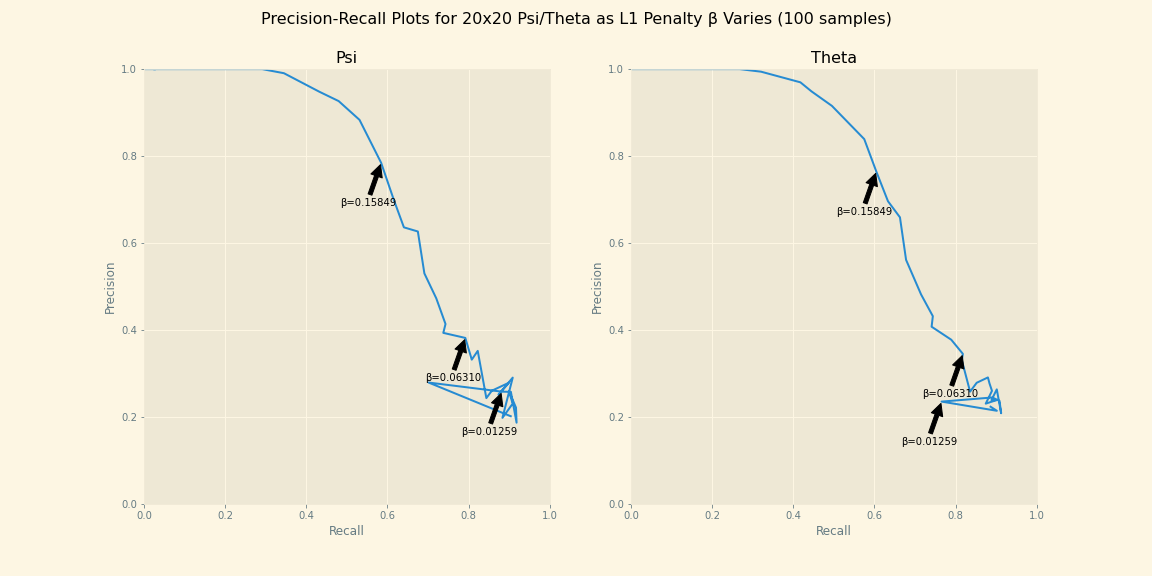 Precision-Recall Plots for 20x20 Psi/Theta as L1 Penalty β Varies (100 samples)
Psi
Precision
1.0
0.8
0.6
0.4
0.2
0.0
β=0.15849
β=0.06310
β=0.01259
0.0 0.2 0.4 0.6 0.8 1.0
Recall
Theta
Precision
1.0
0.8
0.6
0.4
0.2
0.0
β=0.15849
β=0.06310
β=0.01259
0.0 0.2 0.4 0.6 0.8 1.0
Recall